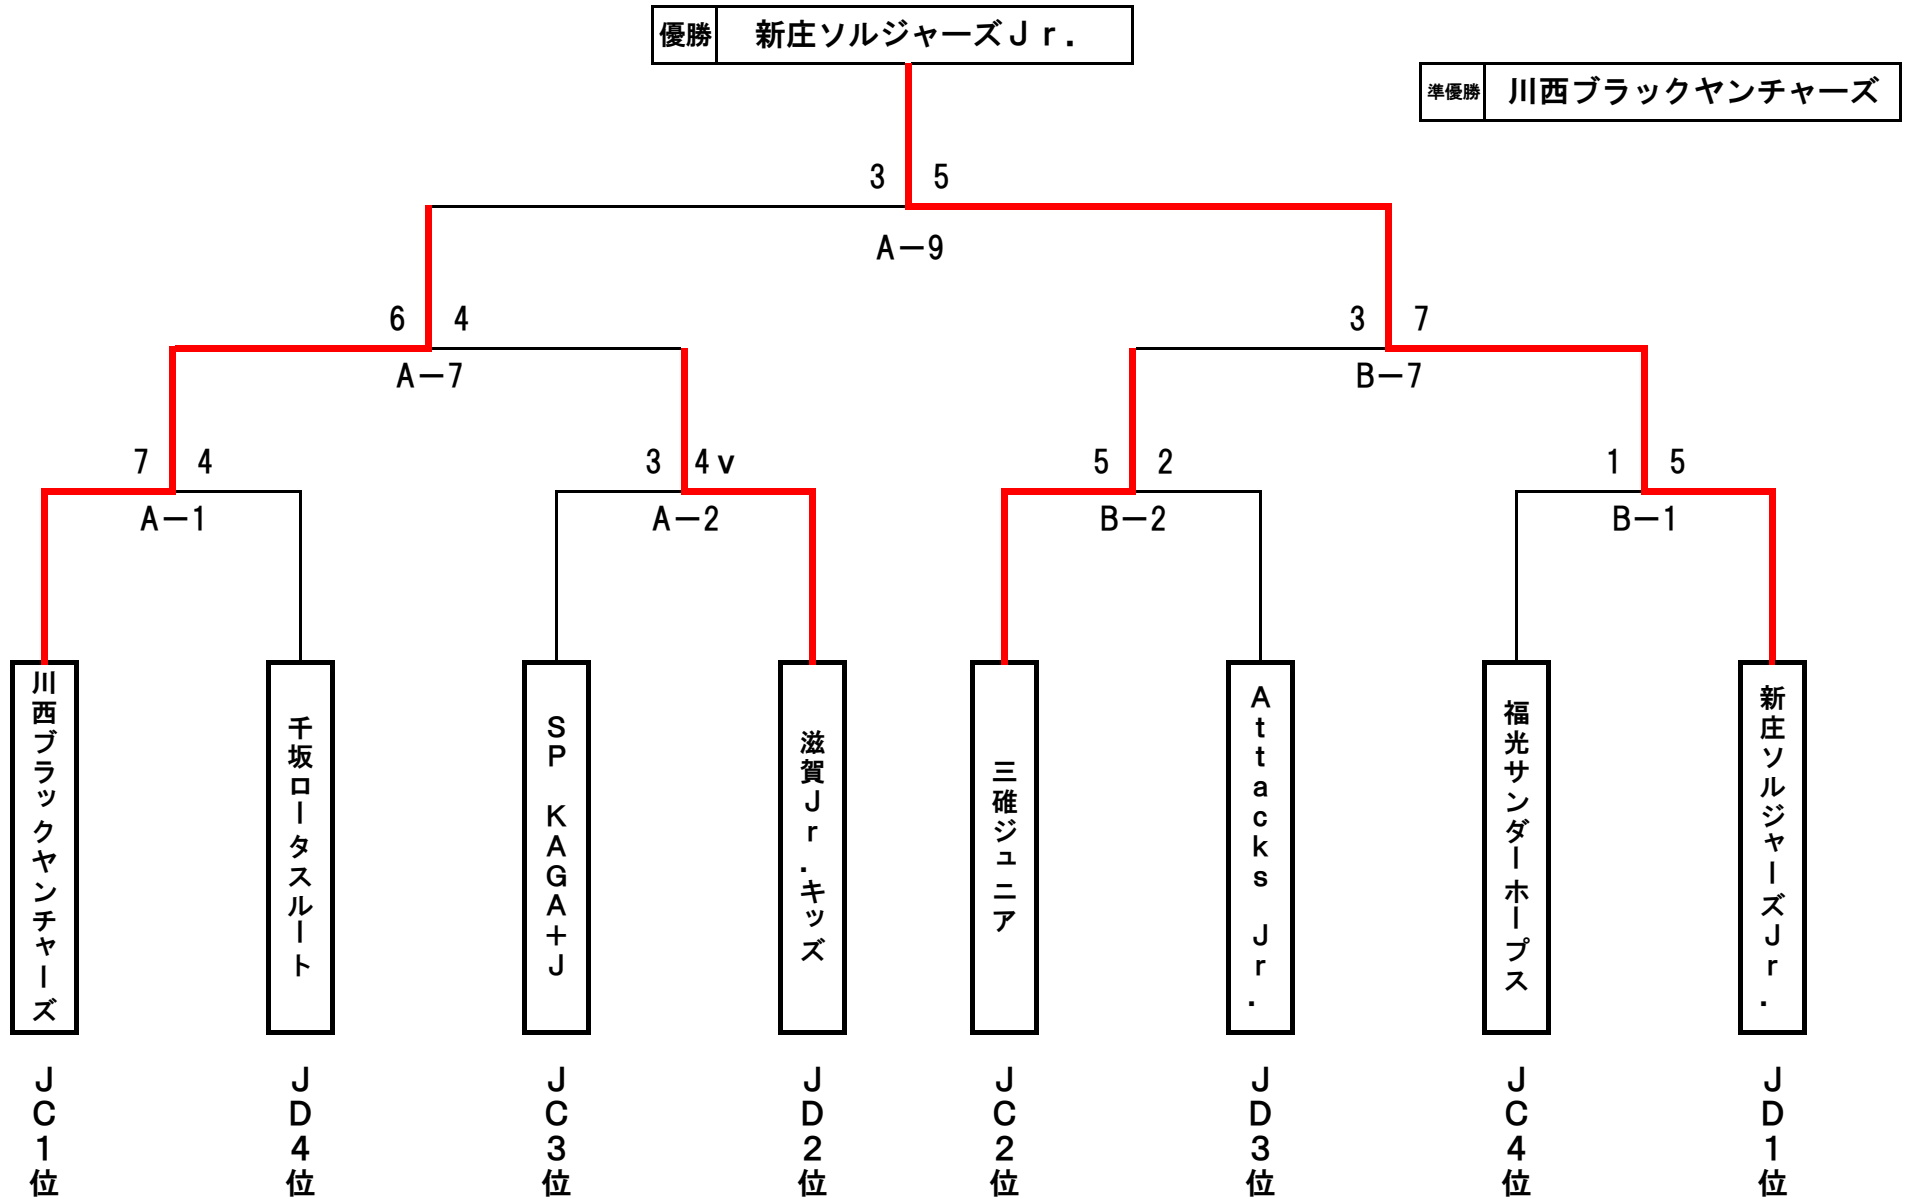 優勝 新庄ソルジャーズＪｒ．
準優勝 川西ブラックヤンチャーズ
3 5
A－9
6 4
3 7
A－7
B－7
7 4
3 4v
5 2
1 5
A－1
A－2
B－2
B－1
川西ブラックヤンチャーズ
千坂ロータスルート
SP KAGA＋J
滋賀Jr.キッズ
三碓ジュニア
Attacks Jr.
福光サンダーホープス
新庄ソルジャーズJr.
JC1位
JD4位
JC3位
JD2位
JC2位
JD3位
JC4位
JD1位